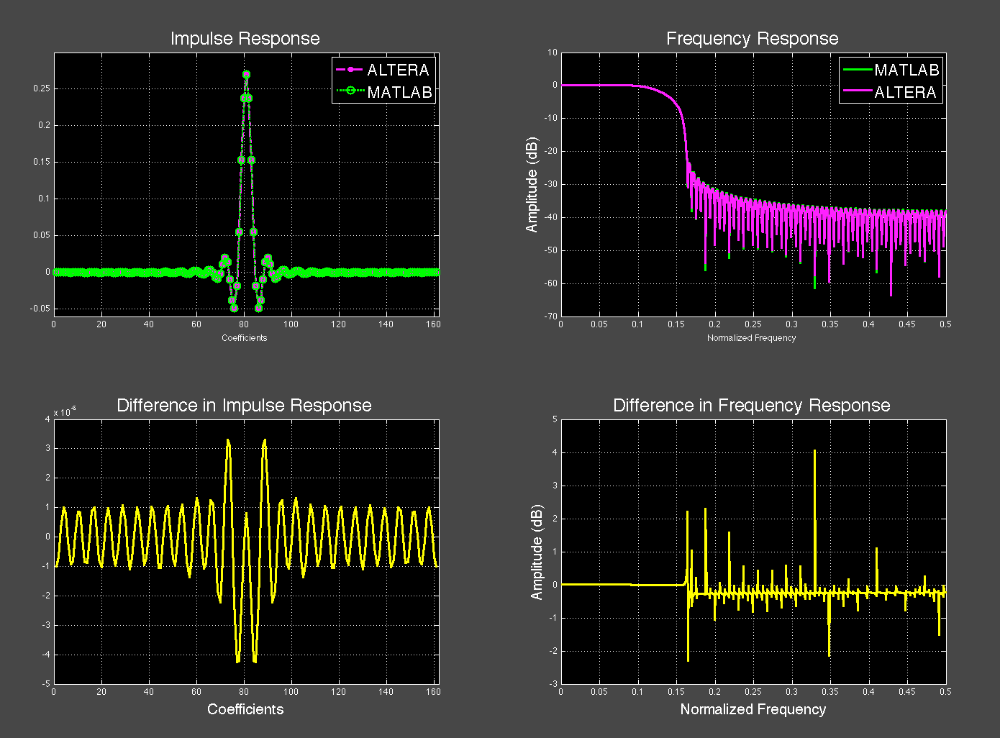 Impulse Response
ALTERA
MATLAB
0.25
0.2
0.15
0.1
0.05
0
-0.05
0 20 40 60 80 100 120 140 160
Coefficients
Frequency Response
MATLAB
ALTERA
Amplitude (dB)
10
0
-10
-20
-30
-40
-50
-60
-70
0 0.05 0.1 0.15 0.2 0.25 0.3 0.35 0.4 0.45 0.5
Normalized Frequency
Difference in Impulse Response
4
3
2
1
0
-1
-2
-3
-4
-5
0 20 40 60 80 100 120 140 160
Coefficients
Difference in Frequency Response
Amplitude (dB)
5
4
3
2
1
0
-1
-2
-3
0 0.05 0.1 0.15 0.2 0.25 0.3 0.35 0.4 0.45 0.5
Normalized Frequency